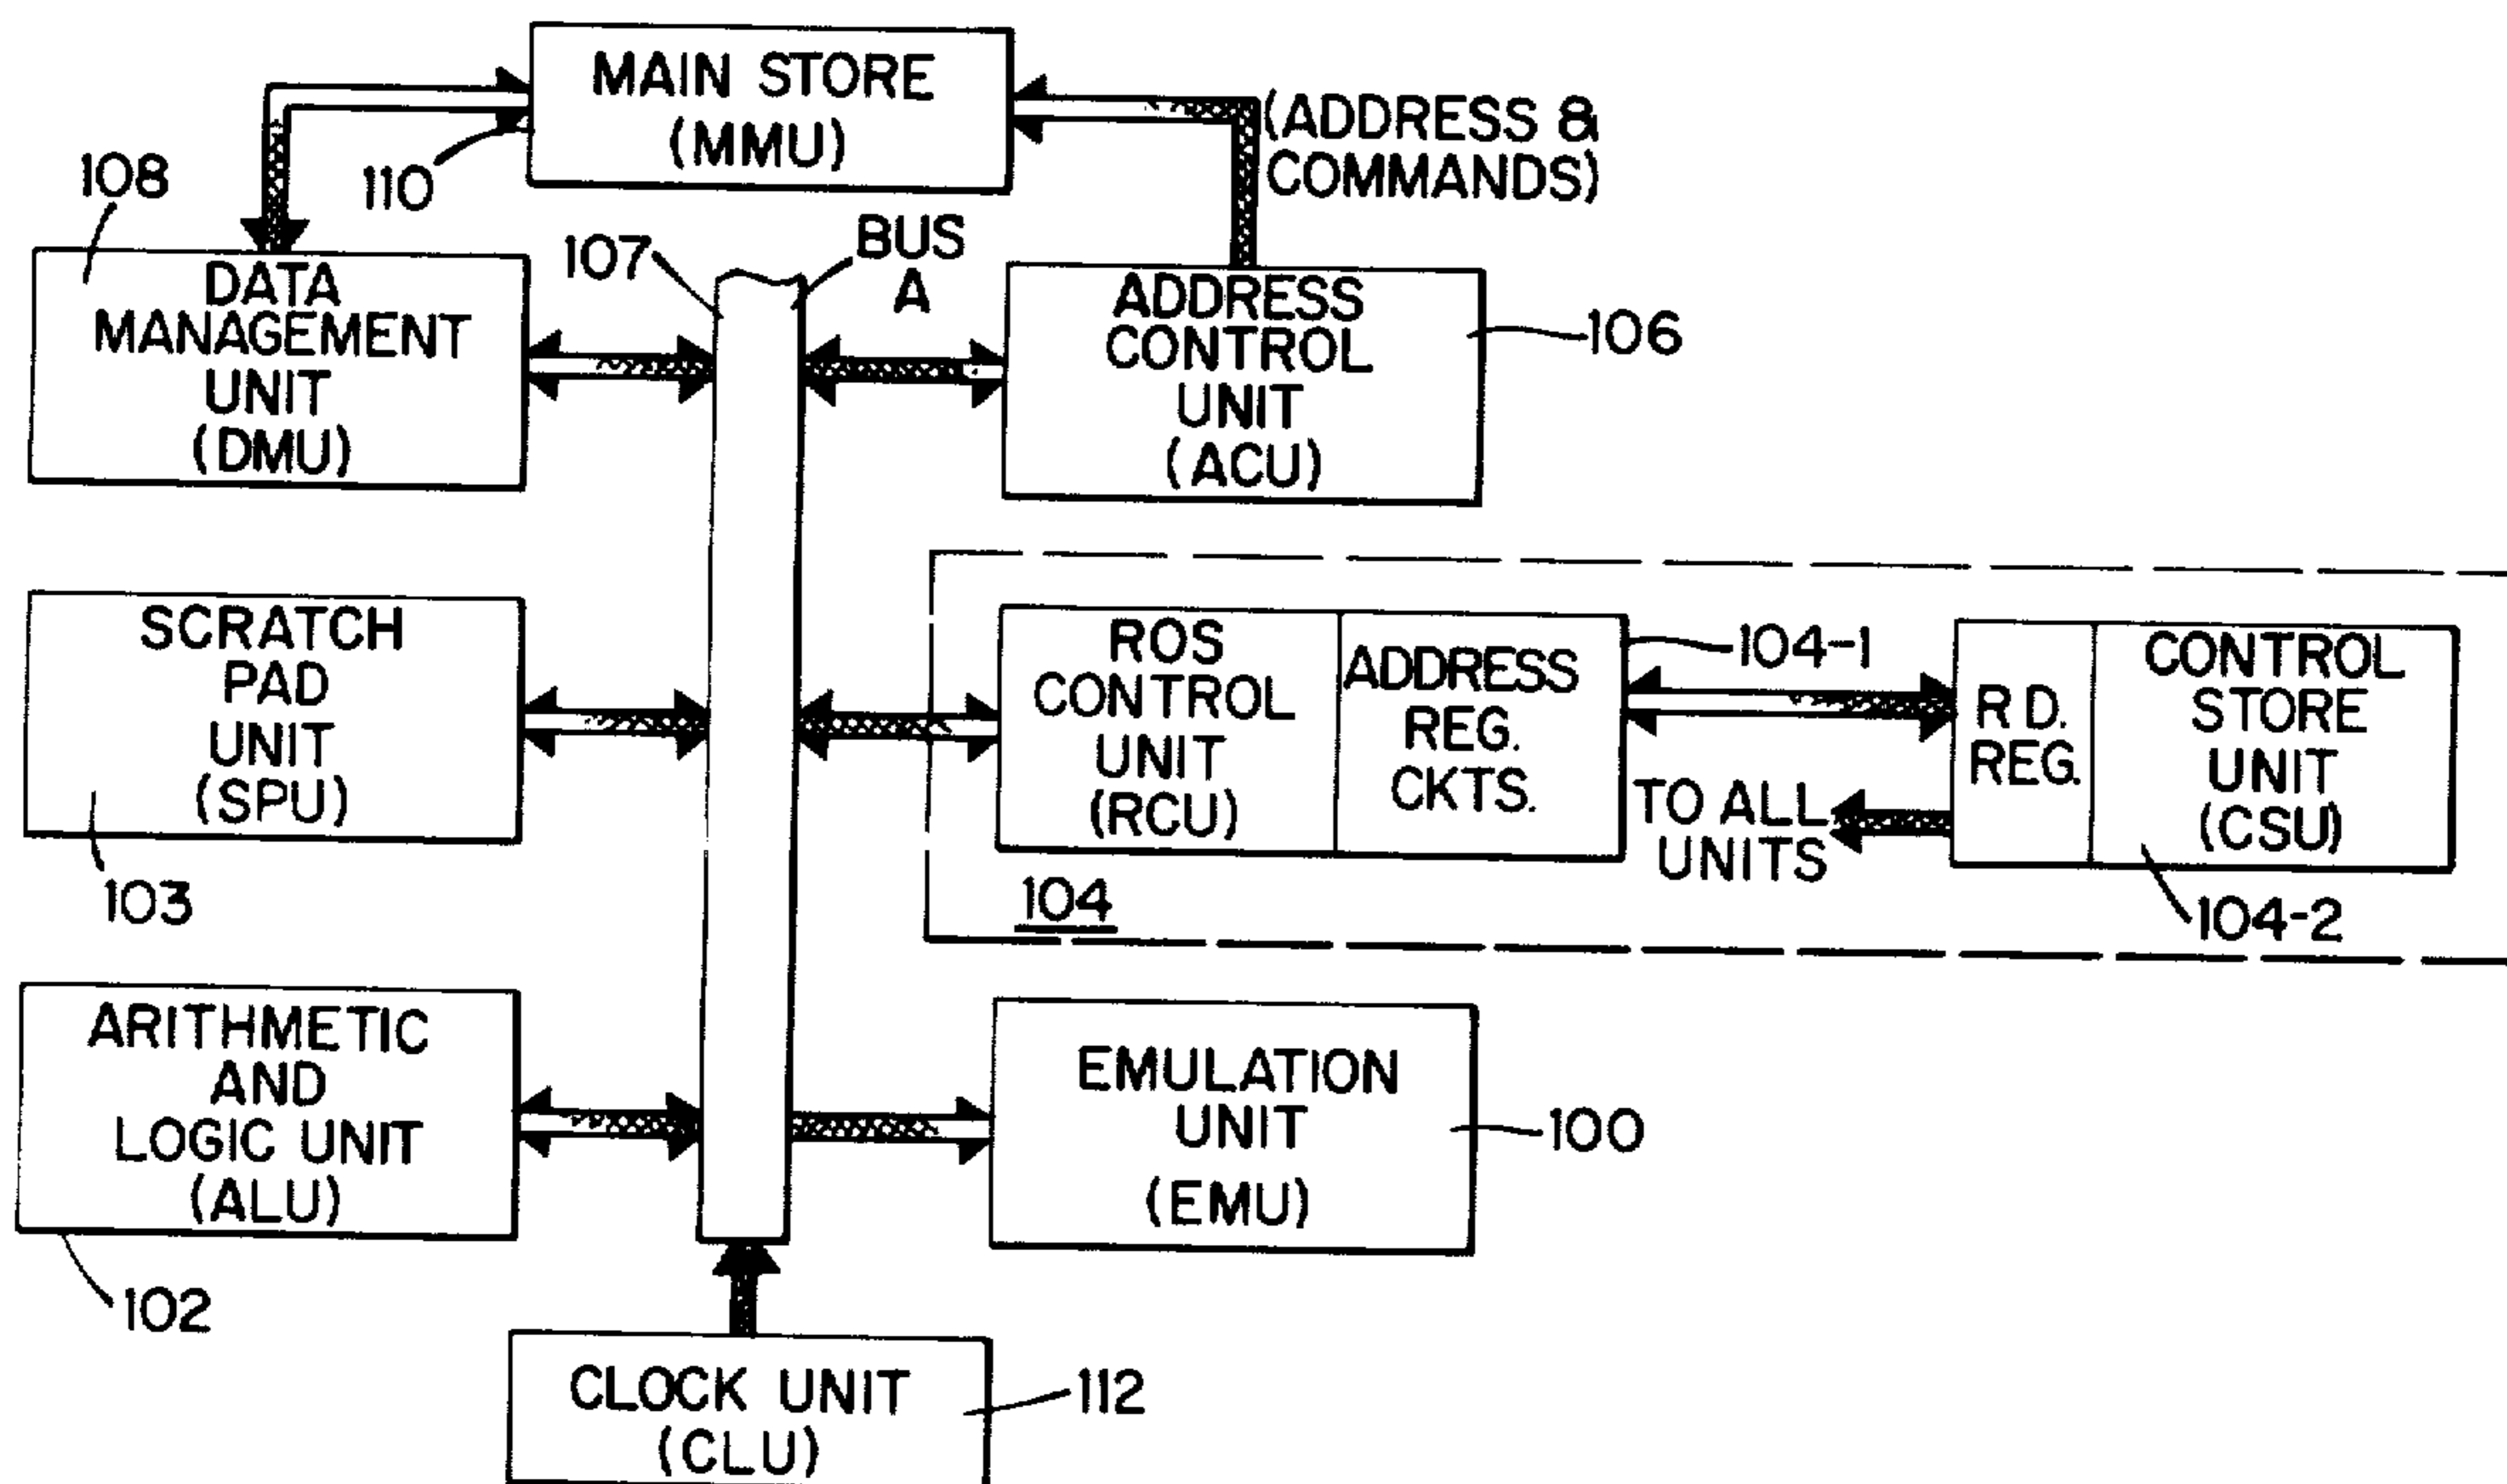 MAIN STORE
(MMU)
(ADDRESS &
COMMANDS)
110
108
107
BUS
A
DATA
MANAGEMENT
UNIT
(DMU)
ADDRESS
CONTROL
UNIT
(ACU)
106
SCRATCH
PAD
UNIT
(SPU)
103
ROS
CONTROL
UNIT
(RCU)
ADDRESS
REG.
CKTS.
104-1
TO ALL
UNITS
R D.
REG.
CONTROL
STORE
UNIT
(CSU)
104
104-2
ARITHMETIC
AND
LOGIC UNIT
(ALU)
102
EMULATION
UNIT
(EMU)
100
CLOCK UNIT
(CLU)
112